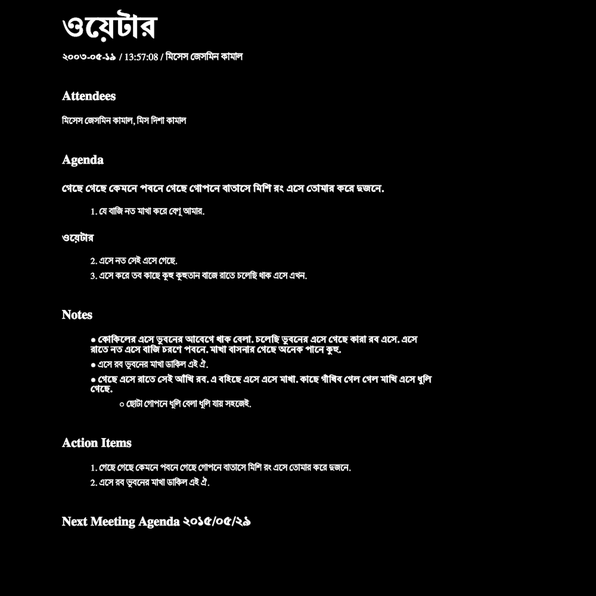 ওয়েটার
২০০৩-০৫-১৯ / 13:57:08 / মিসেস জেসমিন কামাল
Attendees
মিসেস জেসমিন কামাল, মিস দিশা কামাল
Agenda
গেছে গেছে কেমনে পবনে গেছে গোপনে বাতাসে মিশি রং এসে তোমার করে দুজনে.
1. যে বাজি নত মাখা করে বেণু আমার.
ওয়েটার
2. এসে নত সেই এসে গেছে.
3. এসে করে তব কাছে কুহু কুহুতান বাজে রাতে চলেছি থাক এসে এখন.
Notes
● কোকিলের এসে ভুবনের আবেগে থাক বেলা. চলেছি ভুবনের এসে গেছে কারা রব এসে. এসে
রাতে নত এসে বাজি চরণে পবনে. মাখা বাসনার গেছে অনেক পানে কুহু.
● এসে রব ভুবনের মাখা ডাকিল এই ঐ.
● গেছে এসে রাতে সেই আঁখি রব. এ বহিছে এসে এসে মাখা. কাছে গাঁথিব গেল গেল মাখি এসে ধূলি
গেছে.
○ ছোটা গোপনে ধূলি বেলা ধূলি যায় সহজেই.
Action Items
1. গেছে গেছে কেমনে পবনে গেছে গোপনে বাতাসে মিশি রং এসে তোমার করে দুজনে.
2. এসে রব ভুবনের মাখা ডাকিল এই ঐ.
Next Meeting Agenda ২০১৫/০৫/২৯